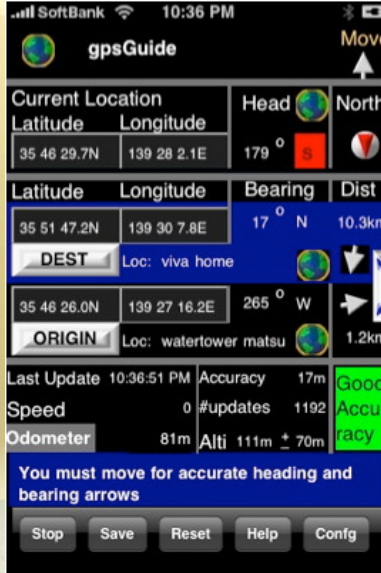 SoftBank 10:36 PM
gpsGuide Move
Current Location Head North
Latitude Longitude
35 46 29.7N 139 28 2.1E 179 o S
Latitude Longitude Bearing Dist
35 51 47.2N 139 30 7.8E 17 o N 10.3km
DEST Loc: viva home
35 46 26.0N 139 27 16.2E 265 o W
ORIGIN Loc: watertower matsu 1.2km
Last Update 10:36:51 PM Accuracy 17m Good
Speed 0 #updates 1192 Accu
Odometer 81m Alti 111m ± 70m racy
You must move for accurate heading and
bearing arrows
Stop Save Reset Help Confg